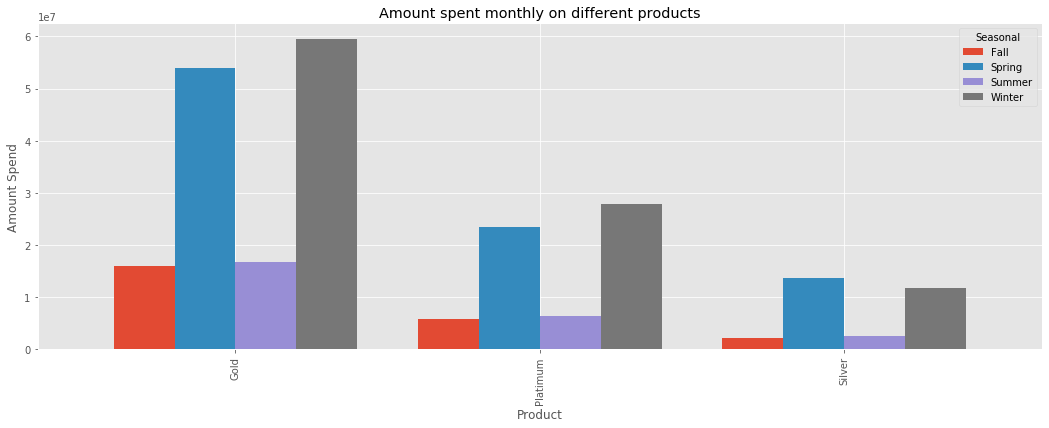 Amount spent monthly on different products
1e7
Seasonal
Fall
Spring
Summer
Winter
6
5
4
3
2
1
0
Amount Spend
Gold
Platimum
Silver
Product